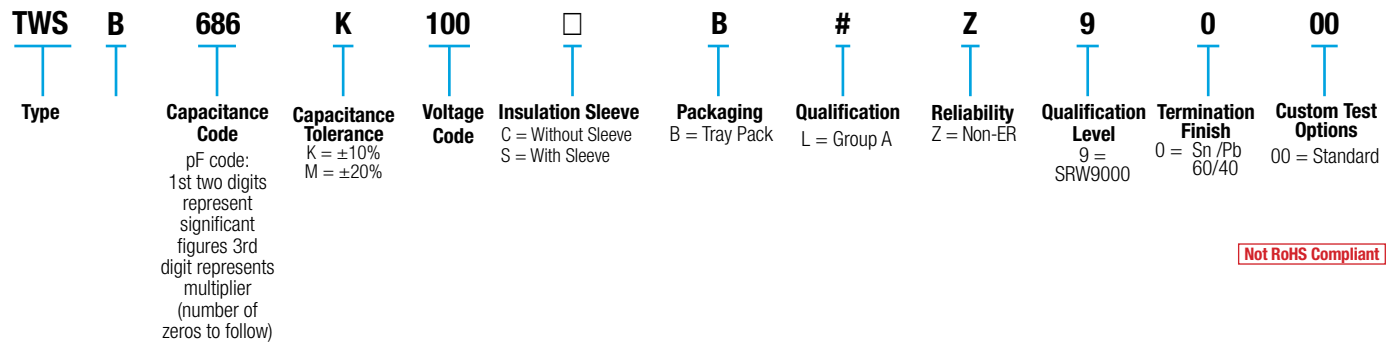 TWS B 686 K 100 □ B # Z 9 0 00
Type
Capacitance
Code
pF code:
1st two digits
represent
significant
figures 3rd
digit represents
multiplier
(number of
zeros to follow)
Capacitance
Tolerance
K = ±10%
M = ±20%
Voltage
Code
Insulation Sleeve
C = Without Sleeve
S = With Sleeve
Packaging
B = Tray Pack
Qualification
L = Group A
Reliability
Z = Non-ER
Qualification
Level
9 =
SRW9000
Termination
Finish
0 = Sn /Pb
60/40
Custom Test
Options
00 = Standard
Not RoHS Compliant